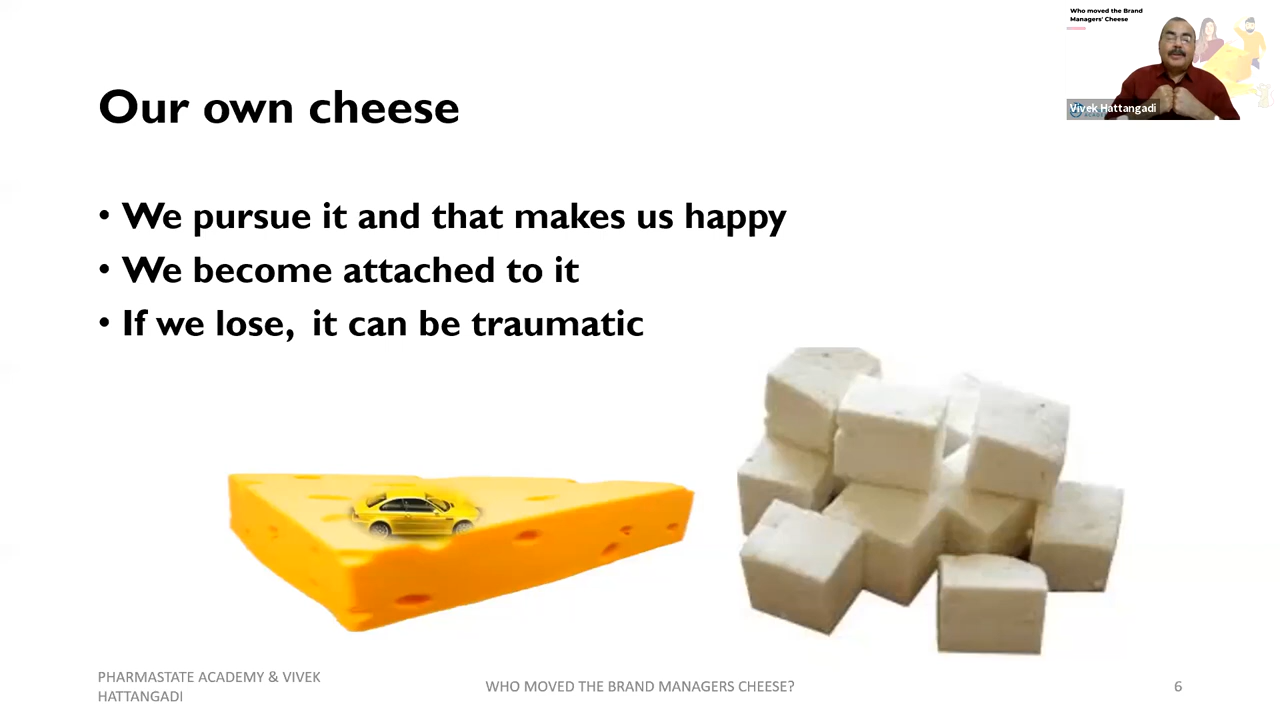 Who moved the Brand
Managers' Cheese
Vivek Hattangadi
Our own cheese
• We pursue it and that makes us happy
• We become attached to it
• If we lose, it can be traumatic
PHARMASTATE ACADEMY & VIVEK
HATTANGADI
WHO MOVED THE BRAND MANAGERS CHEESE?
6